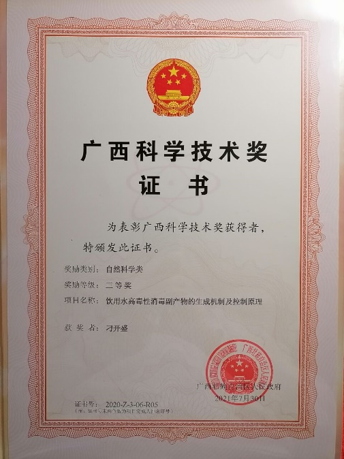 广西科学技术奖
证书
为表彰广西科学技术奖获得者，
特颁发此证书。
奖励类别：自然科学类
奖励等级：二等奖
项目名称：饮用水高毒性消毒副产物的生成机制及控制原理
获奖者：刁开盛
2021年7月30日
证书号：2020-Z-3-06-R05